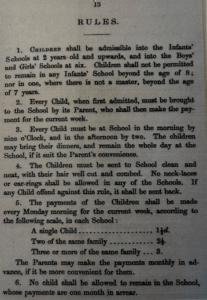 13
RULES.
1. CHILDREN shall be admissible into the Infants'
Schools at 2 years old and upwards, and into the Boys'
and Girls' Schools at six. Children shall not be permitted
to remain in any Infants' School beyond the age of 8;
nor in one, where there is not a master, beyond the age
of 7 years.
2. Every Child, when first admitted, must be brought
to the School by its Parent, who shall then make the pay-
ment for the current week.
3. Every Child must be at School in the morning by
nine o'Clock, and in the afternoon by two. The children
may bring their dinners, and remain the whole day at the
School, if it suit the Parent's convenience.
4. The Children must be sent to School clean and
neat, with their hair well cut and combed. No neck-laces
or ear-rings shall be allowed in any of the Schools. If
any Child offend against this rule, it shall be sent back.
5. The payments of the Children shall be made
every Monday morning for the current week, according to
the following scale, in each School:
A single Child ............ 1½d.
Two of the same family ............ 2½.
Three or more of the same family ... 3.
The Parents may make the payments monthly in ad-
vance, if it be more convenient for them.
6. No child shall be allowed to remain in the School,
whose payments are one month in arrear.